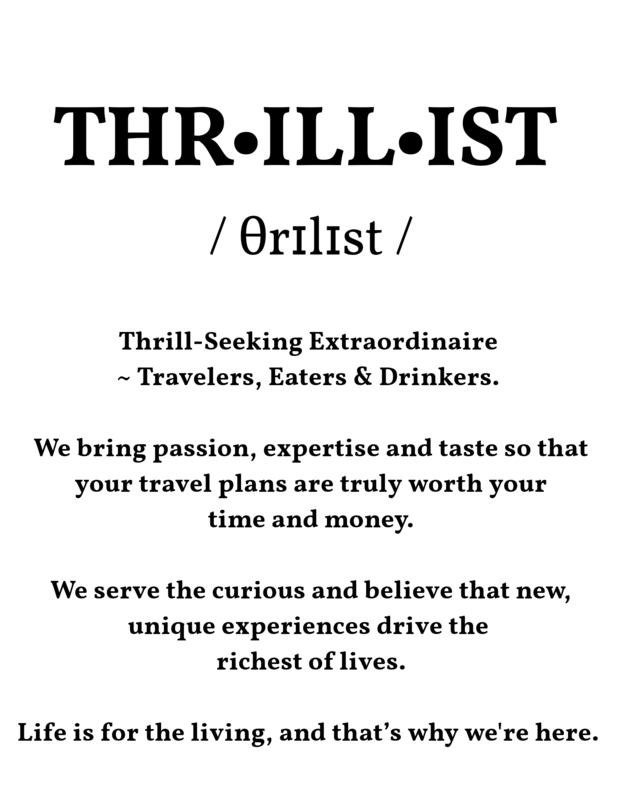 THR•ILL•IST
/ θrɪlɪst /
Thrill-Seeking Extraordinaire
~ Travelers, Eaters & Drinkers.
We bring passion, expertise and taste so that
your travel plans are truly worth your
time and money.
We serve the curious and believe that new,
unique experiences drive the
richest of lives.
Life is for the living, and that’s why we're here.